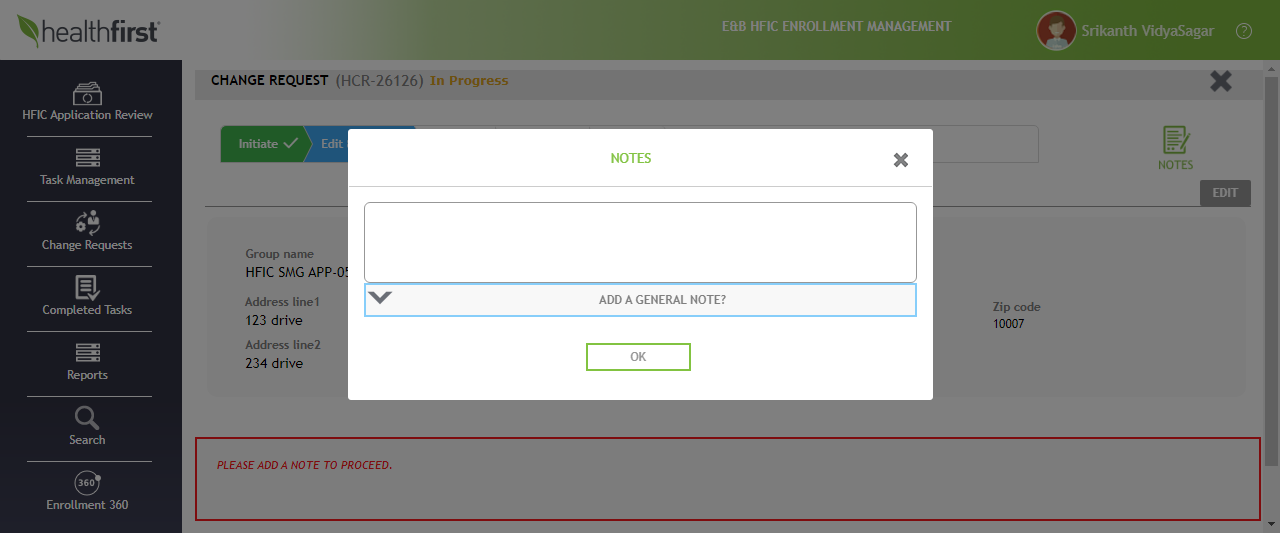 healthfirst
E&B HFIC ENROLLMENT MANAGEMENT
Srikanth VidyaSagar
?
HFIC Application Review
Task Management
Change Requests
Completed Tasks
Reports
Search
360°
Enrollment 360
CHANGE REQUEST (HCR-26126) In Progress
Initiate
Edit
NOTES
EDIT
Group name
HFIC SMG APP-05
Address line1
123 drive
Address line2
234 drive
Zip code
10007
NOTES
ADD A GENERAL NOTE?
OK
PLEASE ADD A NOTE TO PROCEED.